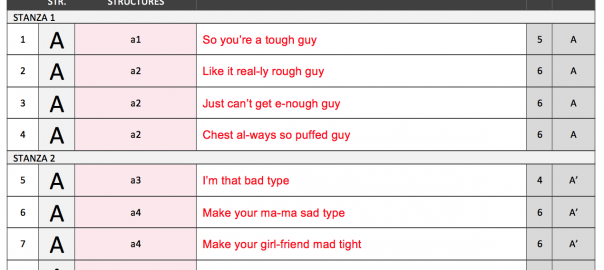 STR. STRUCTURES
STANZA 1
1 A a1 So you're a tough guy 5 A
2 A a2 Like it real-ly rough guy 6 A
3 A a2 Just can't get e-nough guy 6 A
4 A a2 Chest al-ways so puffed guy 6 A
STANZA 2
5 A a3 I'm that bad type 4 A'
6 A a4 Make your ma-ma sad type 6 A'
7 A a4 Make your girl-friend mad tight 6 A'